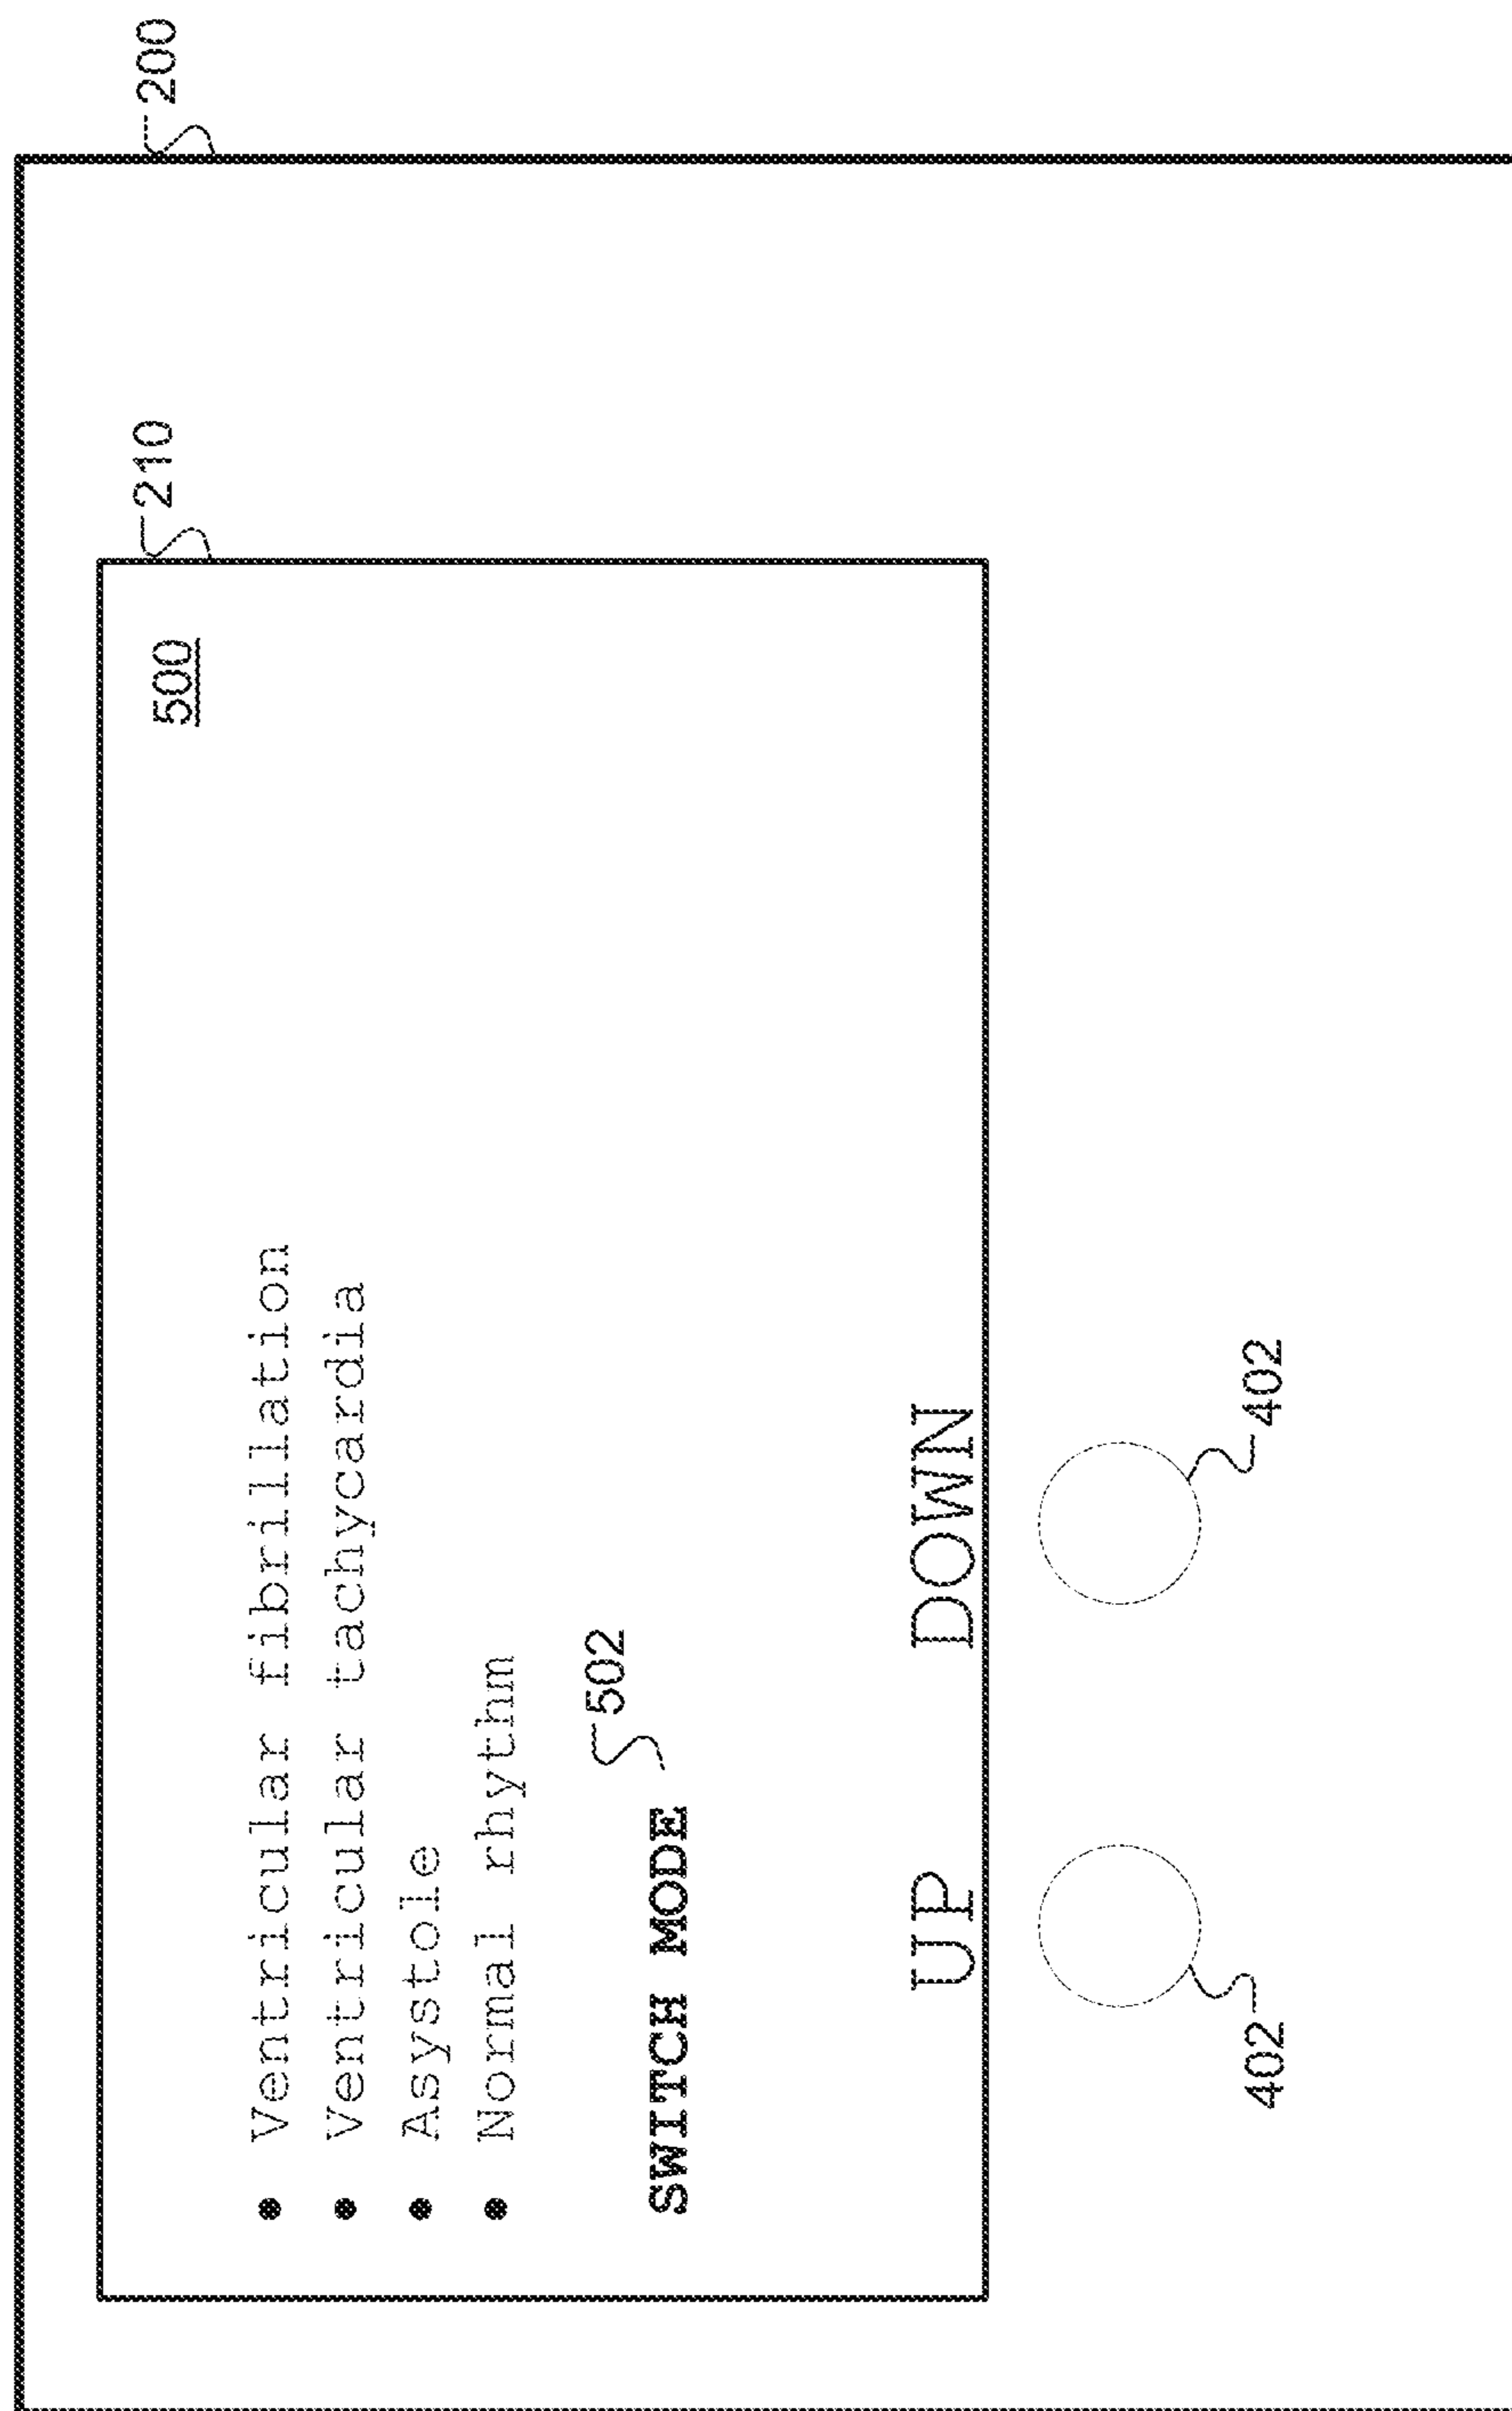 200
210
500
• Ventricular fibrillation
• Ventricular tachycardia
• Asystole
• Normal rhythm
502
SWITCH MODE
UP DOWN
402 402